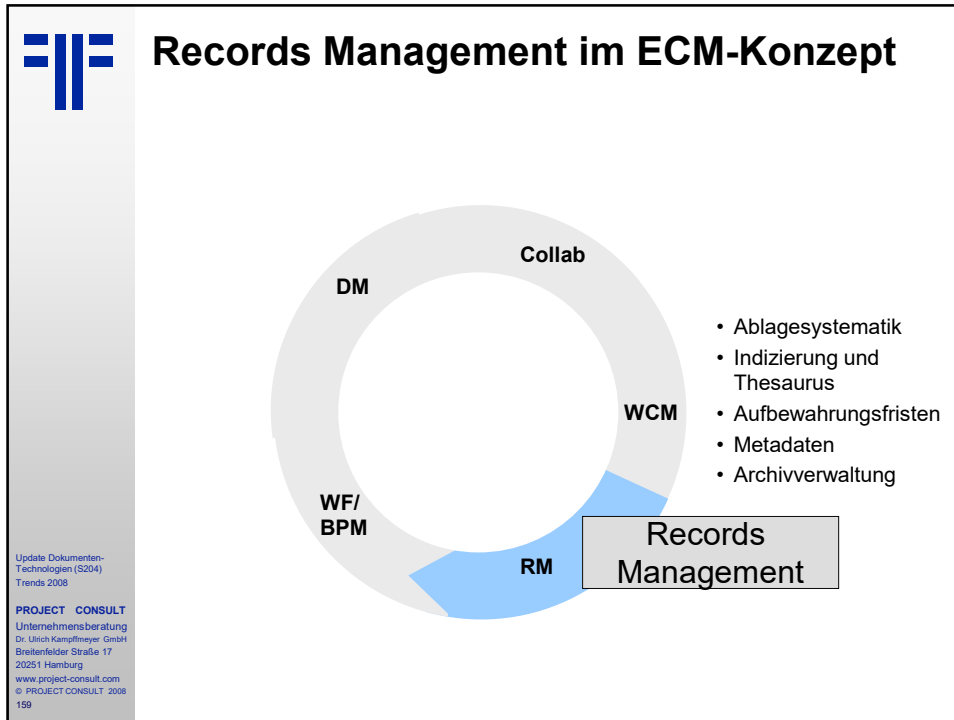 Records Management im ECM-Konzept
Collab
DM
WCM
WF/
BPM
RM
Records
Management
• Ablagesystematik
• Indizierung und
Thesaurus
• Aufbewahrungsfristen
• Metadaten
• Archivverwaltung
Update Dokumenten-
Technologien (S204)
Trends 2008
PROJECT CONSULT
Unternehmensberatung
Dr. Ulrich Kampffmeyer GmbH
Breitenfelder Straße 17
20251 Hamburg
www.project-consult.com
© PROJECT CONSULT 2008
159